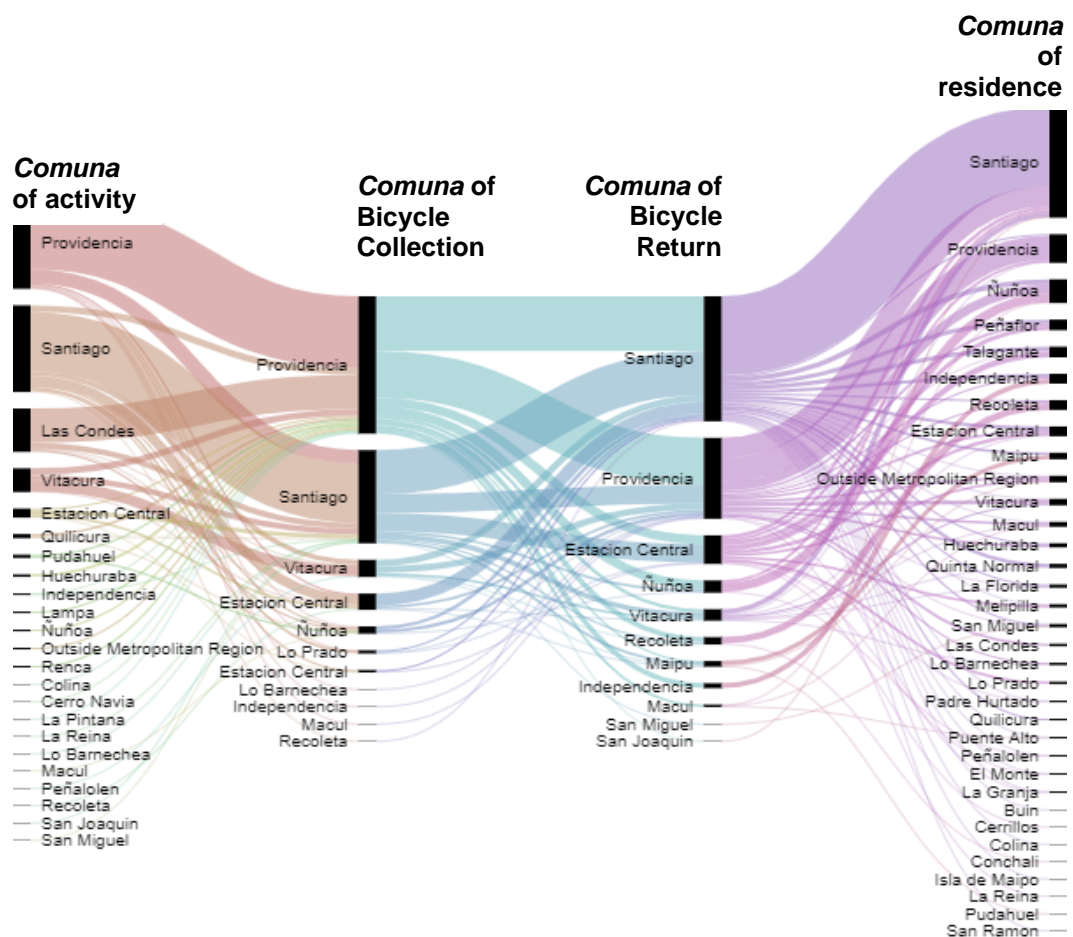 Comuna
of activity
Providencia
Santiago
Las Condes
Vitacura
Estacion Central
Quilicura
Pudahuel
Huechuraba
Independencia
Lampa
Ñuñoa
Outside Metropolitan Region
Renca
Colina
Cerro Navia
La Pintana
La Reina
Lo Barnechea
Macul
Peñalolen
Recoleta
San Joaquin
San Miguel
Comuna of
Bicycle
Collection
Providencia
Santiago
Vitacura
Estacion Central
Ñuñoa
Lo Prado
Estacion Central
Lo Barnechea
Independencia
Macul
Recoleta
Comuna of
Bicycle
Return
Santiago
Providencia
Estacion Central
Ñuñoa
Vitacura
Recoleta
Maipu
Independencia
Macul
San Miguel
San Joaquin
Comuna
of
residence
Santiago
Providencia
Ñuñoa
Peñaflor
Talagante
Independencia
Recoleta
Estacion Central
Maipu
Outside Metropolitan Region
Vitacura
Macul
Huechuraba
Quinta Normal
La Florida
Melipilla
San Miguel
Las Condes
Lo Barnechea
Lo Prado
Padre Hurtado
Quilicura
Puente Alto
Peñalolen
El Monte
La Granja
Buin
Cerrillos
Colina
Conchali
Isla de Maipo
La Reina
Pudahuel
San Ramon